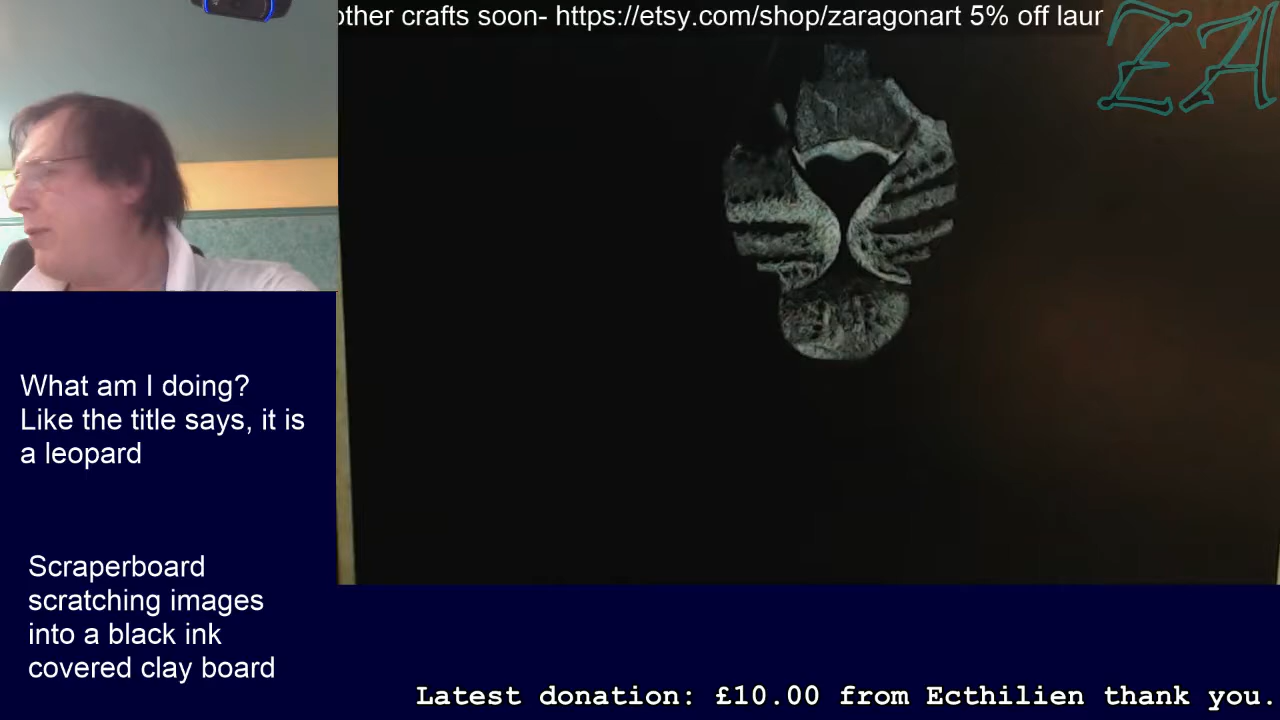 other crafts soon- https://etsy.com/shop/zaragonart 5% off
ZA
What am I doing?
Like the title says, it is
a leopard
Scraperboard
scratching images
into a black ink
covered clay board
Latest donation: £10.00 from Ecthilien thank you.